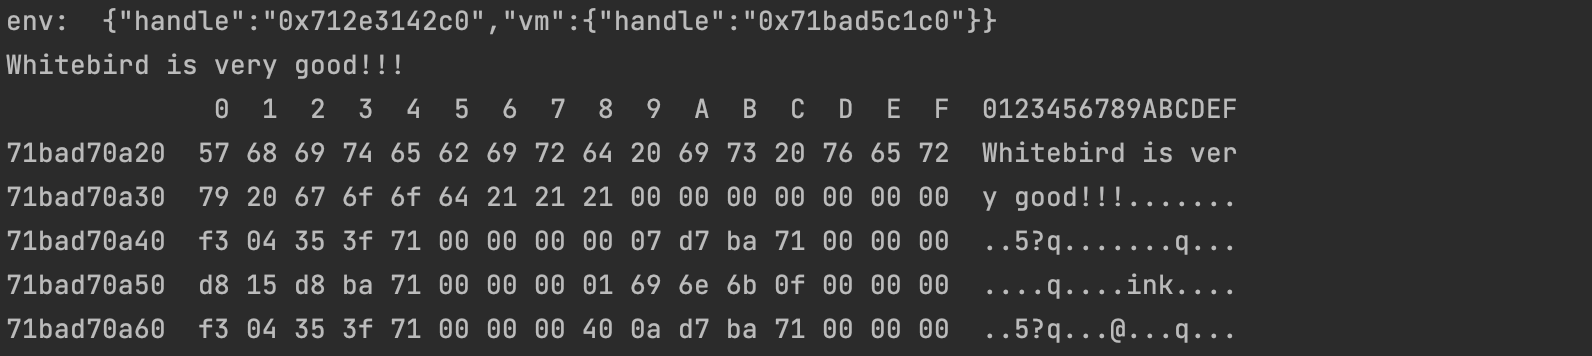 env:  {"handle":"0x712e3142c0","vm":{"handle":"0x71bad5c1c0"}}
Whitebird is very good!!!
             0  1  2  3  4  5  6  7  8  9  A  B  C  D  E  F  0123456789ABCDEF
71bad70a20  57 68 69 74 65 62 69 72 64 20 69 73 20 76 65 72  Whitebird is ver
71bad70a30  79 20 67 6f 6f 64 21 21 21 00 00 00 00 00 00 00  y good!!!.......
71bad70a40  f3 04 35 3f 71 00 00 00 00 07 d7 ba 71 00 00 00  ..5?q.......q...
71bad70a50  d8 15 d8 ba 71 00 00 00 01 69 6e 6b 0f 00 00 00  ....q....ink....
71bad70a60  f3 04 35 3f 71 00 00 00 40 0a d7 ba 71 00 00 00  ..5?q...@...q...